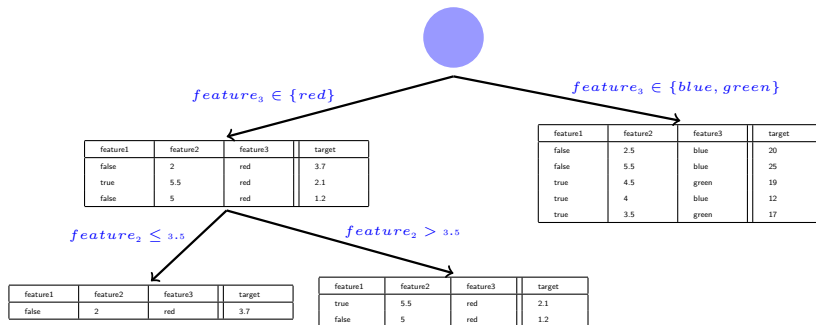 feature₃ ∈ {red}
feature₃ ∈ {blue, green}
feature1 feature2 feature3 target
false 2 red 3.7
true 5.5 red 2.1
false 5 red 1.2
feature1 feature2 feature3 target
false 2.5 blue 20
false 5.5 blue 25
true 4.5 green 19
true 4 blue 12
true 3.5 green 17
feature₂ ≤ 3.5
feature₂ > 3.5
feature1 feature2 feature3 target
false 2 red 3.7
feature1 feature2 feature3 target
true 5.5 red 2.1
false 5 red 1.2